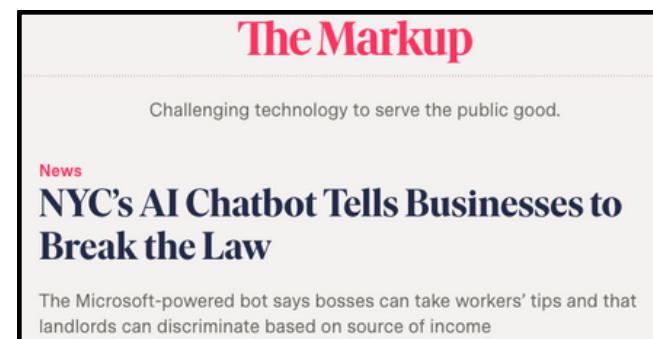 The Markup
Challenging technology to serve the public good.
News
NYC's AI Chatbot Tells Businesses to
Break the Law
The Microsoft-powered bot says bosses can take workers' tips and that
landlords can discriminate based on source of income